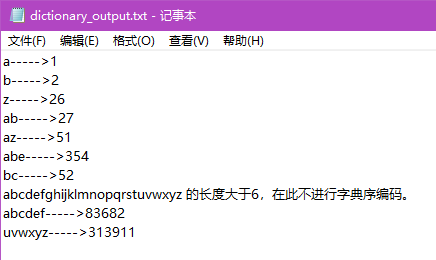 dictionary_output.txt - 记事本
文件(F) 编辑(E) 格式(O) 查看(V) 帮助(H)
a----->1
b----->2
z----->26
ab----->27
az----->51
abe----->354
bc----->52
abcdefghijklmnopqrstuvwxyz 的长度大于6，在此不进行字典序编码。
abcdef----->83682
uvwxyz----->313911